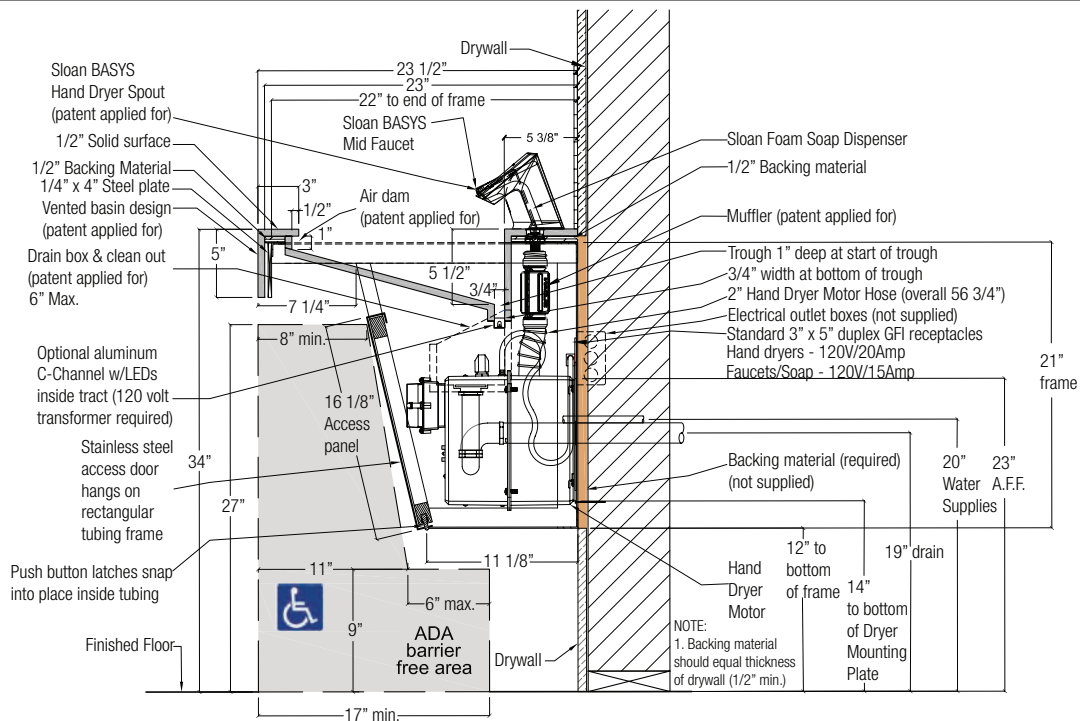 Drywall
23 1/2"
23"
22” to end of frame
Sloan BASYS
Hand Dryer Spout
(patent applied for)
Sloan BASYS
Mid Faucet
5 3/8"
Sloan Foam Soap Dispenser
1/2” Solid surface
1/2” Backing Material
1/4” x 4” Steel plate
Vented basin design
(patent applied for)
Drain box & clean out
(patent applied for)
6” Max.
3”
1/2”
1”
5”
Air dam
(patent applied for)
5 1/2”
3/4”
7 1/4”
8” min.
1/2” Backing material
Muffler (patent applied for)
Trough 1” deep at start of trough
3/4” width at bottom of trough
2” Hand Dryer Motor Hose (overall 56 3/4”)
Electrical outlet boxes (not supplied)
Standard 3” x 5” duplex GFI receptacles
Hand dryers - 120V/20Amp
Faucets/Soap - 120V/15Amp
21”
frame
Optional aluminum
C-Channel w/LEDs
inside tract (120 volt
transformer required)
16 1/8”
Access
panel
Stainless steel
access door
hangs on
rectangular
tubing frame
34”
27”
Backing material (required)
(not supplied)
20”
Water
Supplies
23”
A.F.F.
19” drain
12” to
bottom
of frame
14”
to bottom
of Dryer
Mounting
Plate
Hand
Dryer
Motor
11 1/8”
Push button latches snap
into place inside tubing
11”
6” max.
9”
ADA
barrier
free area
Finished Floor
Drywall
NOTE:
1. Backing material
should equal thickness
of drywall (1/2” min.)
17” min.